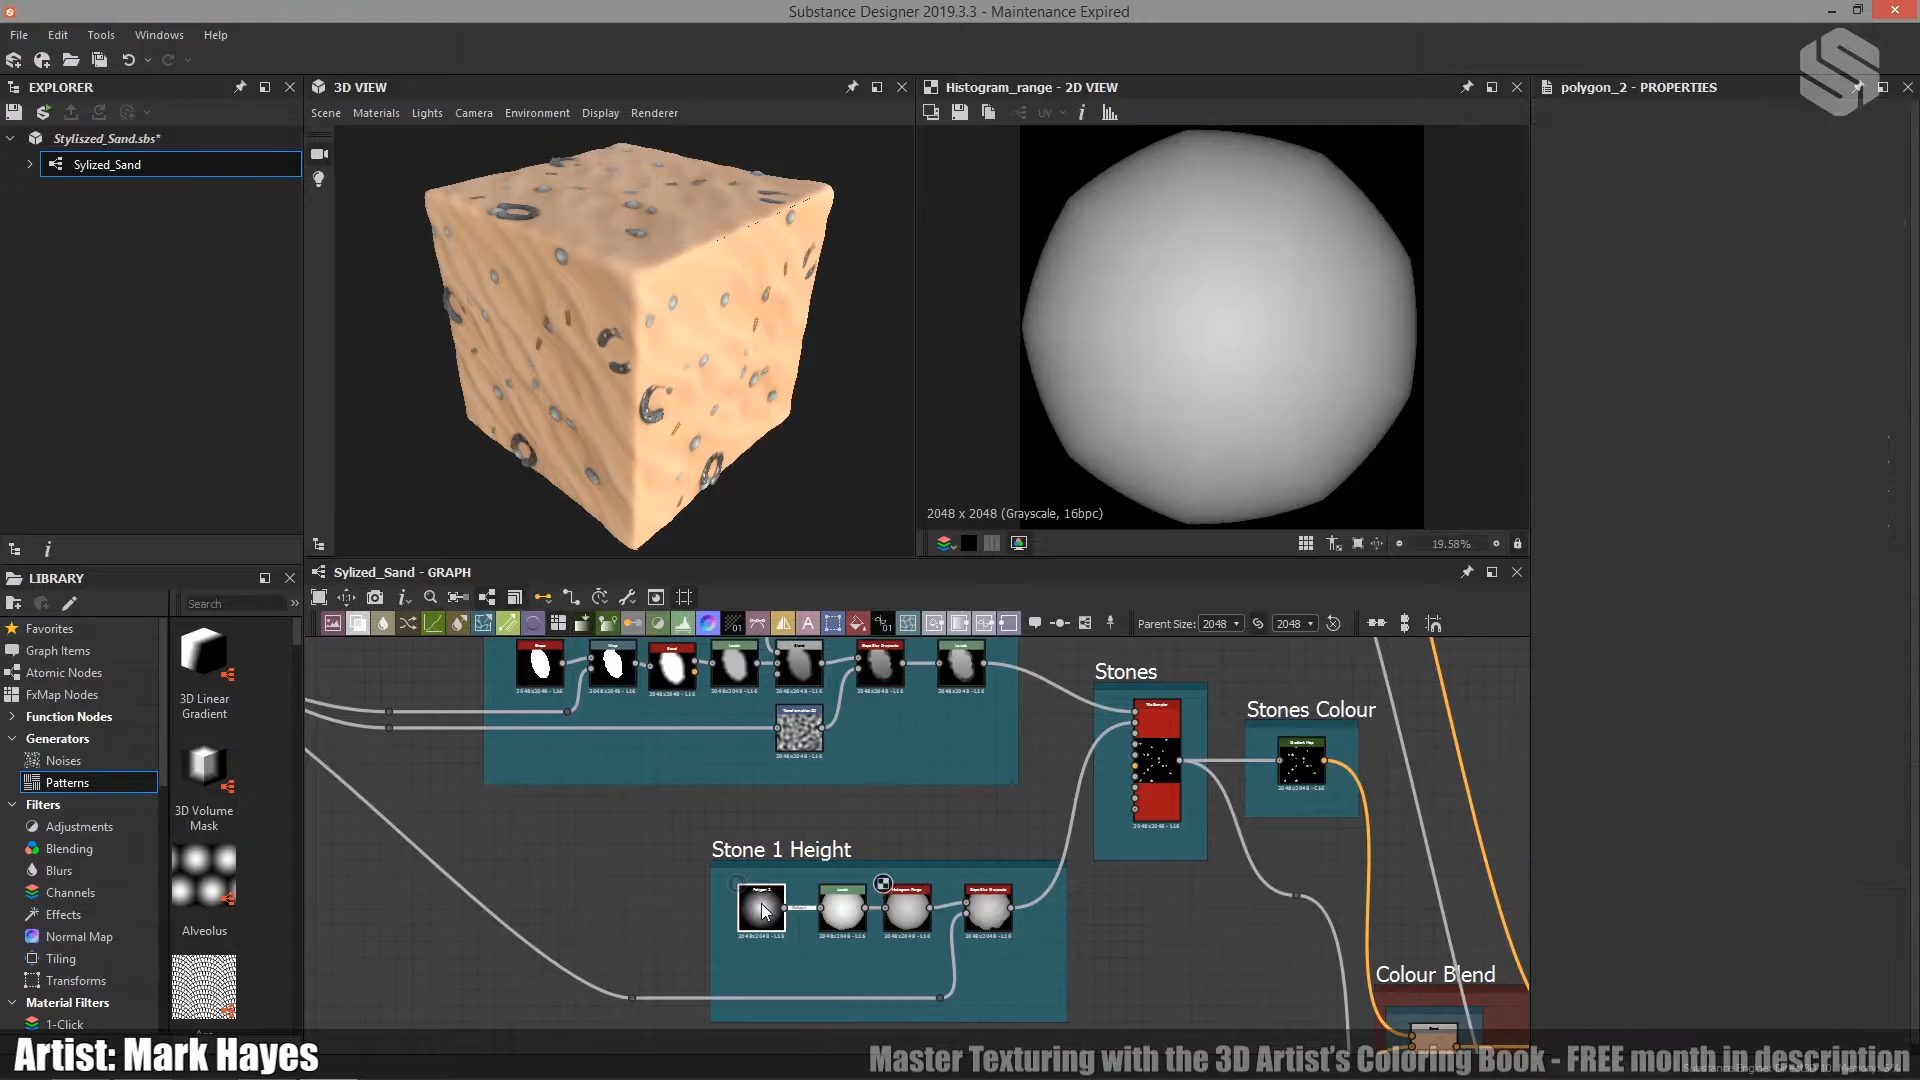 Substance Designer 2019.3.3 - Maintenance Expired
File Edit Tools Windows Help
EXPLORER
Styliszed_Sand.sbs*
Sylized_Sand
3D VIEW
Scene Materials Lights Camera Environment Display Renderer
Histogram_range - 2D VIEW
UV
2048 x 2048 (Grayscale, 16bpc)
19.58%
polygon_2 - PROPERTIES
LIBRARY
Search
Favorites
Graph Items
Atomic Nodes
FxMap Nodes
Function Nodes
Generators
Noises
Patterns
Filters
Adjustments
Blending
Blurs
Channels
Effects
Normal Map
Tiling
Transforms
Material Filters
1-Click
3D Linear
Gradient
3D Volume
Mask
Alveolus
Sylized_Sand - GRAPH
Parent Size: 2048 2048
Stones
Stones Colour
Stone 1 Height
Colour Blend
Artist: Mark Hayes
Master Texturing with the 3D Artist's Coloring Book - FREE month in description